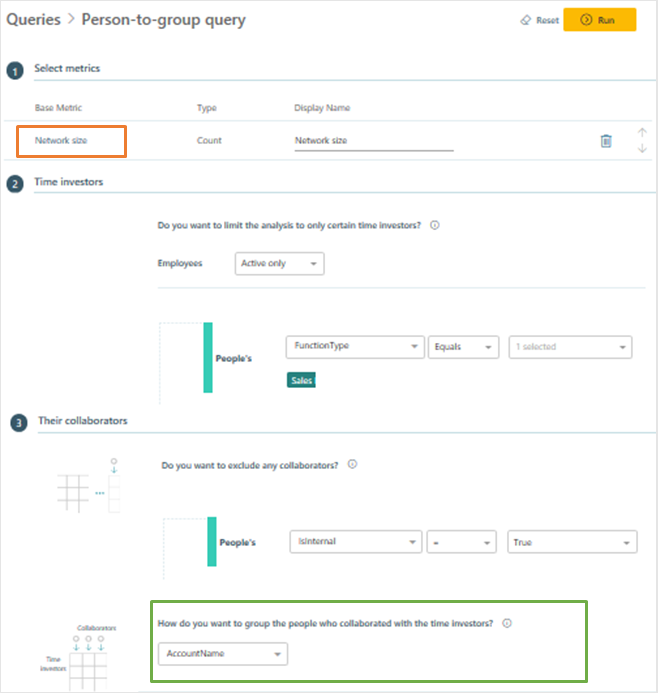 Queries > Person-to-group query
Reset
Run
1 Select metrics
Base Metric Type Display Name
Network size Count Network size
2 Time investors
Do you want to limit the analysis to only certain time investors?
Employees Active only
People's FunctionType Equals 1 selected
Sales
3 Their collaborators
Do you want to exclude any collaborators?
People's IsInternal = True
How do you want to group the people who collaborated with the time investors?
AccountName
Collaborators
Time
investors